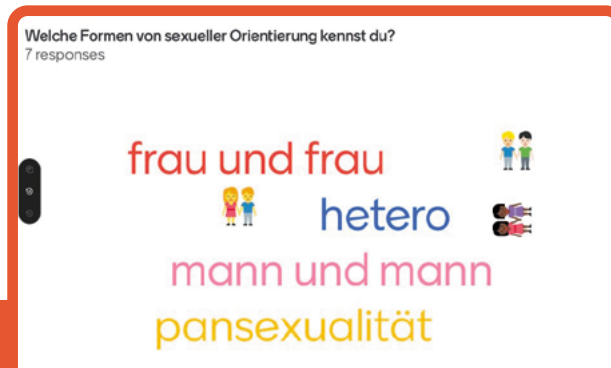 Welche Formen von sexueller Orientierung kennst du?
7 responses
frau und frau
hetero
mann und mann
pansexualität